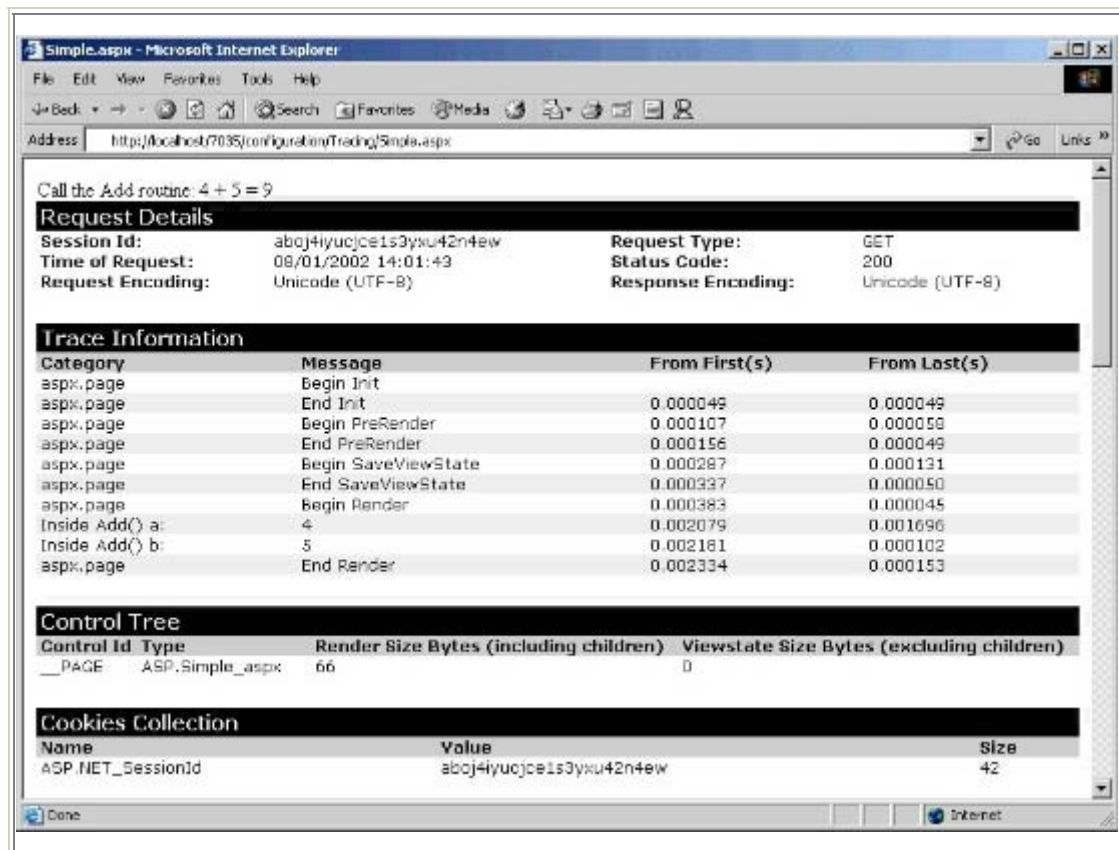 Simple.aspx - Microsoft Internet Explorer
File Edit View Favorites Tools Help
Back Search Favorites Media
Address http://localhost/7035/configuration/Tracing/Simple.aspx Go Links »
Call the Add routine: 4 + 5 = 9
Request Details
Session Id: Request Type: GET
Time of Request: 08/01/2002 14:01:43 Status Code: 200
Request Encoding: Unicode (UTF-8) Response Encoding: Unicode (UTF-8)
Trace Information
Category Message From First(s) From Last(s)
aspx.page Begin Init
aspx.page End Init 0.000049 0.000049
aspx.page Begin PreRender 0.000107 0.000058
aspx.page End PreRender 0.000156 0.000049
aspx.page Begin SaveViewState 0.000287 0.000131
aspx.page End SaveViewState 0.000337 0.000050
aspx.page Begin Render 0.000383 0.000045
Inside Add() a: 4 0.002079 0.001696
Inside Add() b: 5 0.002181 0.000102
aspx.page End Render 0.002334 0.000153
Control Tree
Control Id Type Render Size Bytes (including children) Viewstate Size Bytes (excluding children)
__PAGE ASP.Simple_aspx 66 0
Cookies Collection
Name Value Size
ASP.NET_SessionId 42
Done Internet